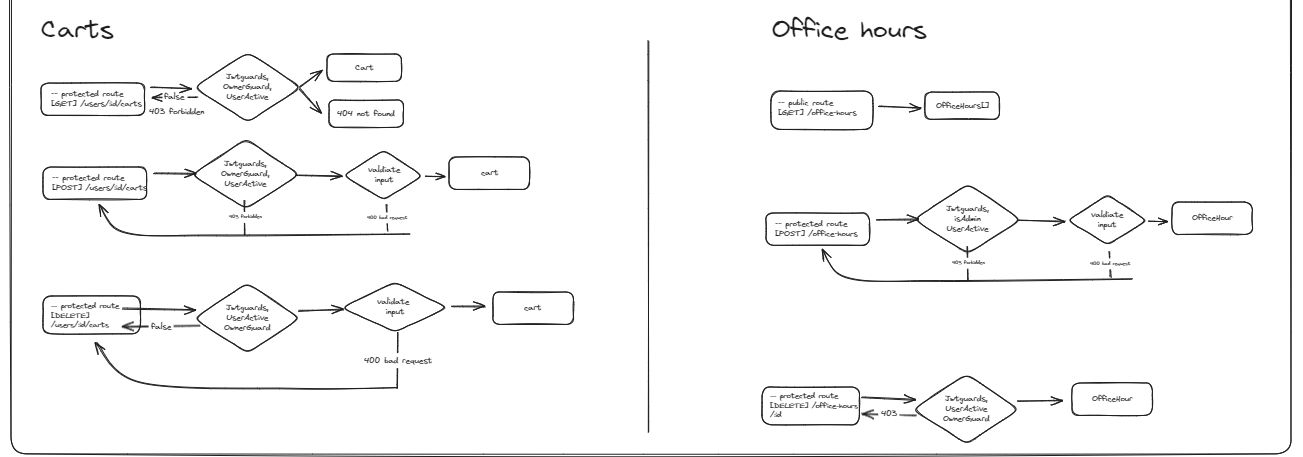 Carts
-- protected route
[GET] /users/id/carts
false
403 forbidden
Jwtguards,
OwnerGuard,
UserActive
Cart
404 not found
-- protected route
[POST] /users/id/carts
Jwtguards,
OwnerGuard,
UserActive
403 forbidden
valdiate
input
400 bad request
cart
-- protected route
[DELETE]
/users/id/carts
false
Jwtguards,
UserActive
OwnerGuard
validate
input
400 bad request
cart
Office hours
-- public route
[GET] /office-hours
OfficeHours[]
-- protected route
[POST] /office-hours
Jwtguards,
isAdmin
UserActive
403 forbidden
valdiate
input
400 bad request
OfficeHour
-- protected route
[DELETE] /office-hours
/id
403
Jwtguards,
UserActive
OwnerGuard
OfficeHour